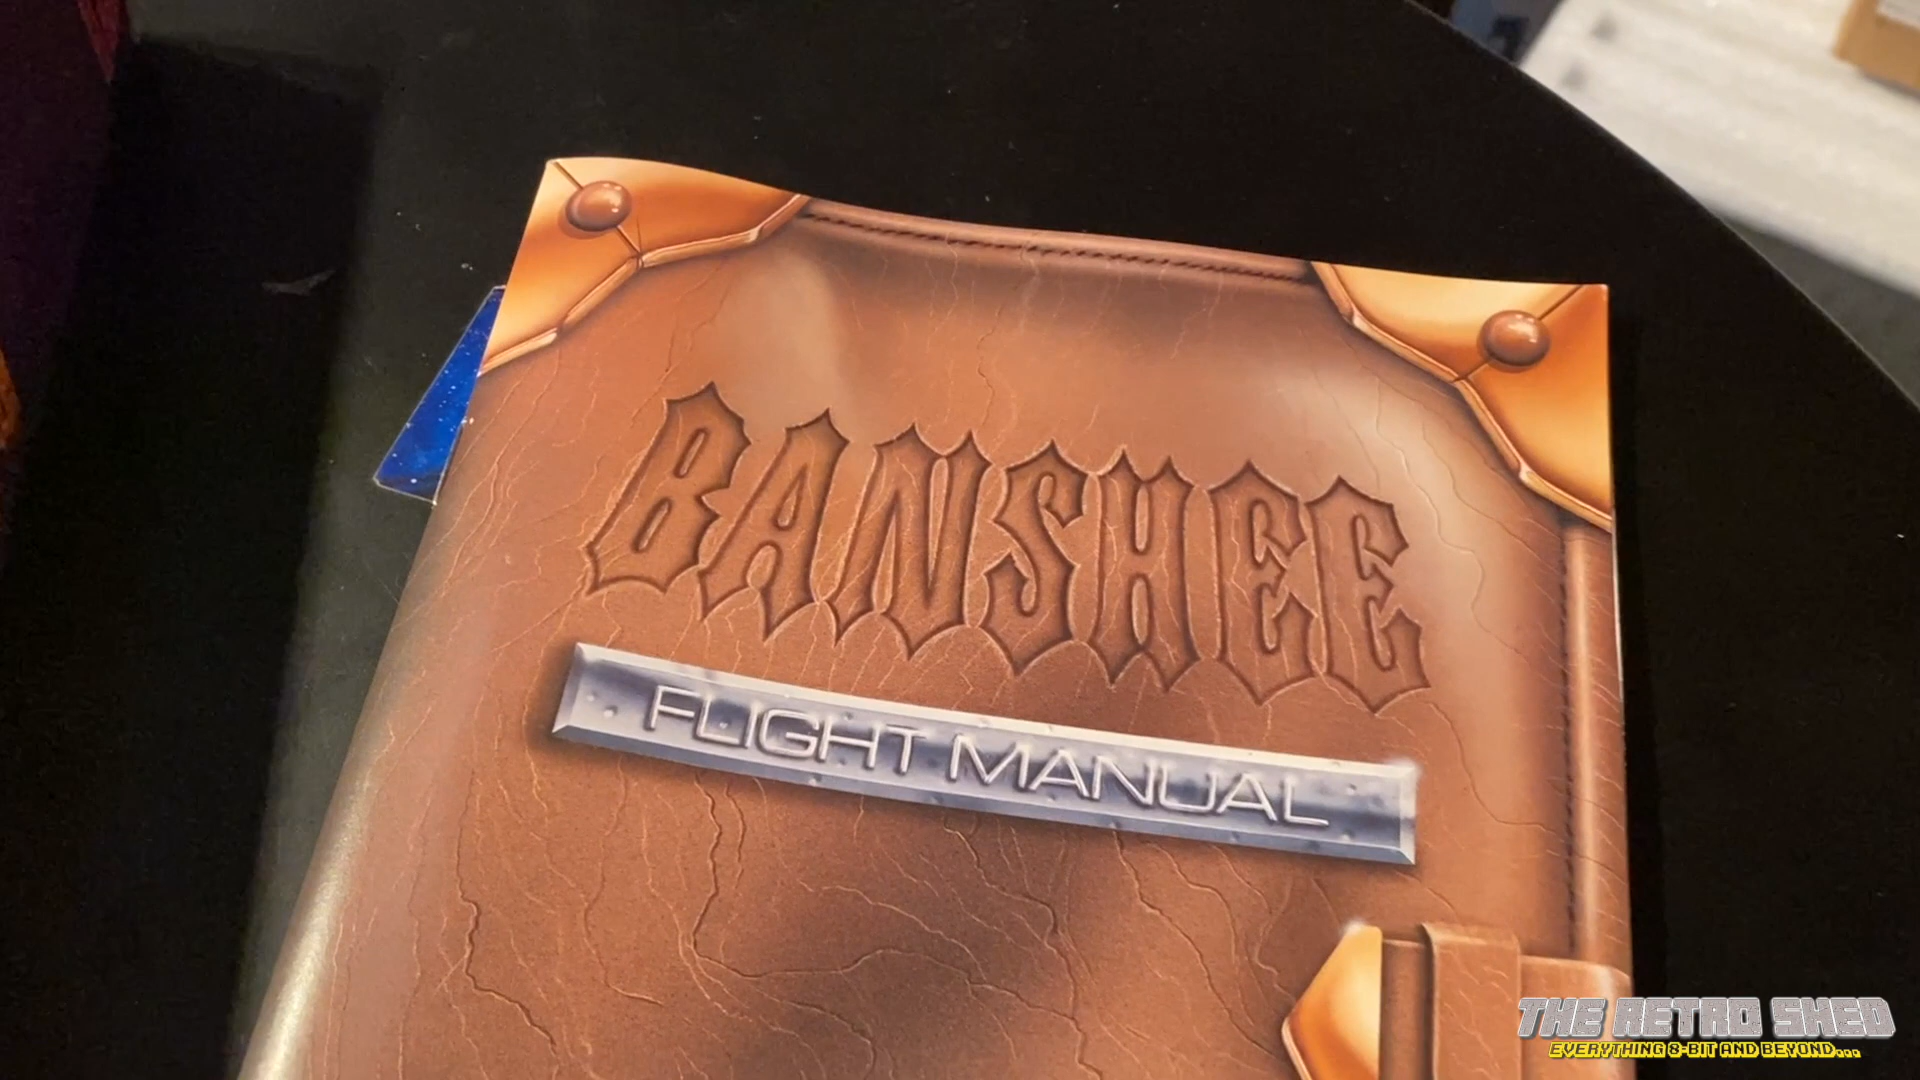 BANSHEE
FLIGHT MANUAL
THE RETRO SHED
EVERYTHING 8-BIT AND BEYOND...